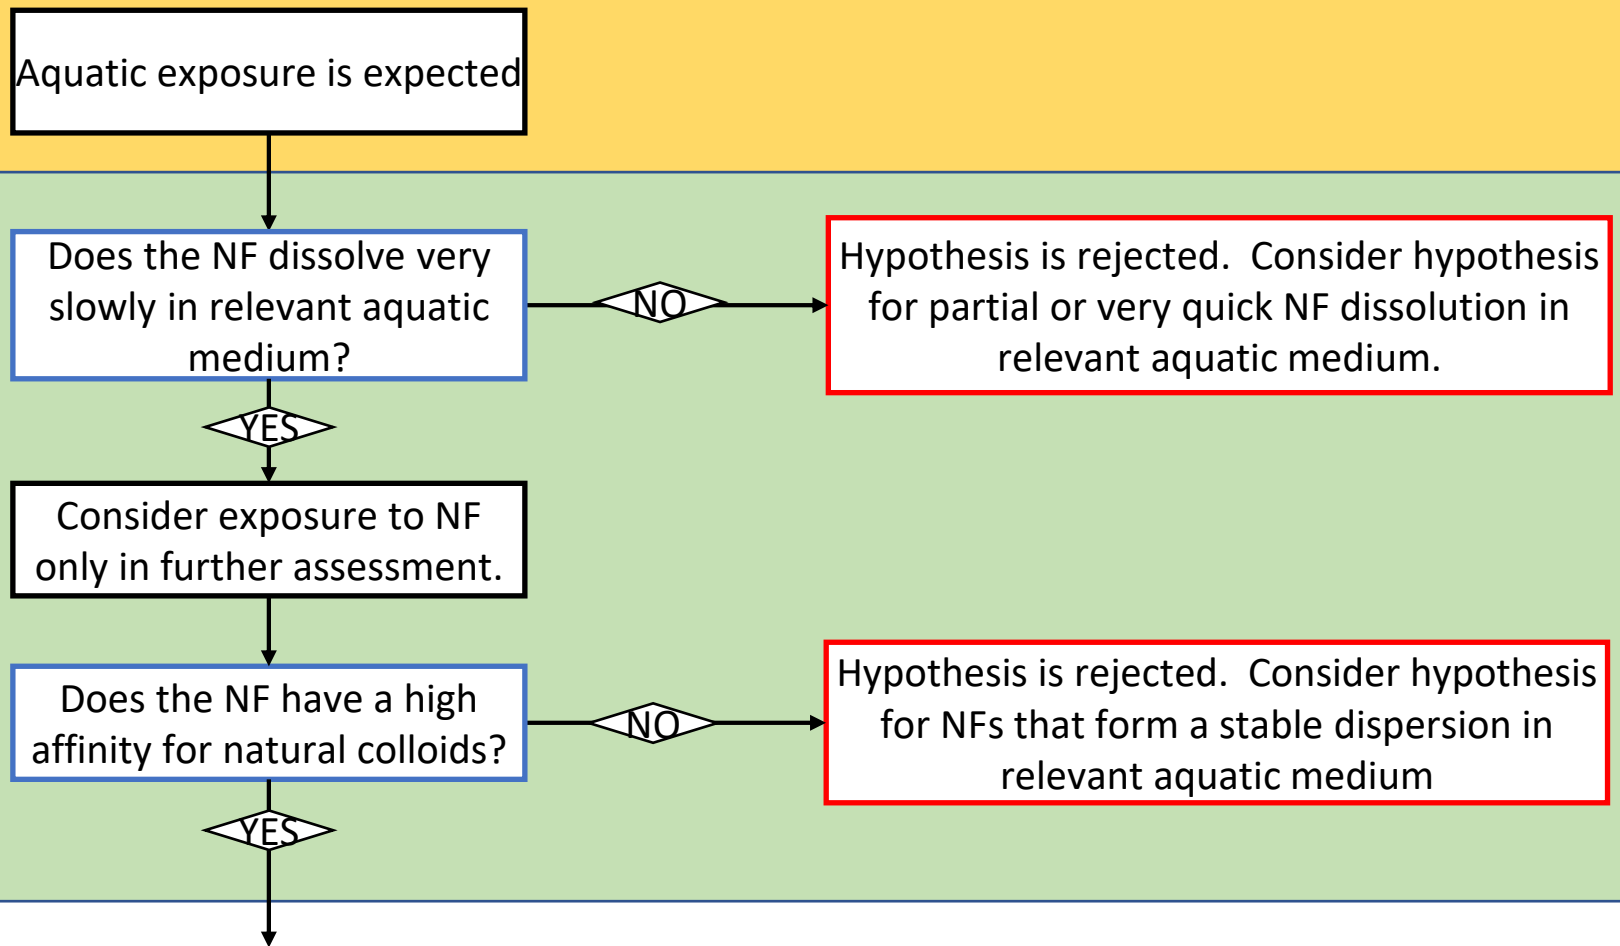 Aquatic exposure is expected
Does the NF dissolve very
slowly in relevant aquatic
medium?
NO
Hypothesis is rejected.  Consider hypothesis
for partial or very quick NF dissolution in
relevant aquatic medium.
YES
Consider exposure to NF
only in further assessment.
Does the NF have a high
affinity for natural colloids?
NO
Hypothesis is rejected.  Consider hypothesis
for NFs that form a stable dispersion in
relevant aquatic medium
YES